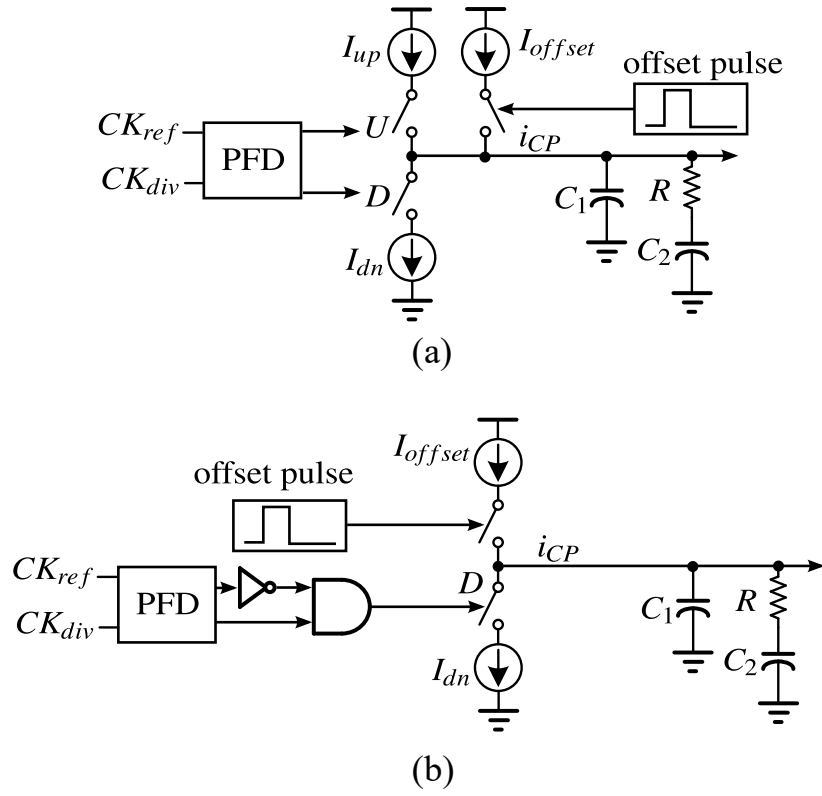 I_up
I_offset
offset pulse
CK_ref
PFD
U
i_CP
CK_div
D
C_1
R
C_2
I_dn
(a)
I_offset
offset pulse
i_CP
CK_ref
PFD
D
CK_div
C_1
R
C_2
I_dn
(b)